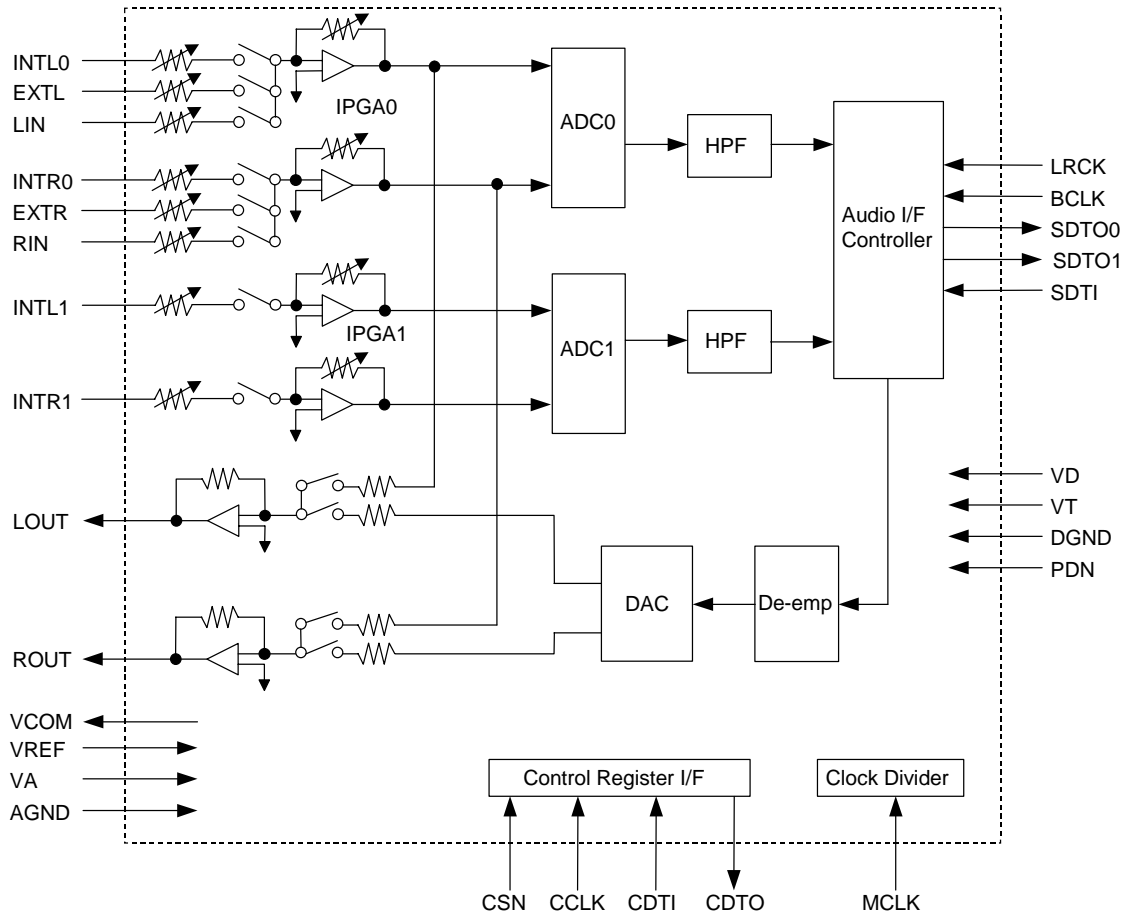 INTL0
EXTL
LIN
IPGA0
INTR0
EXTR
RIN
INTL1
IPGA1
INTR1
LOUT
ROUT
VCOM
VREF
VA
AGND
ADC0
HPF
ADC1
HPF
Audio I/F
Controller
LRCK
BCLK
SDTO0
SDTO1
SDTI
VD
VT
DGND
PDN
DAC
De-emp
Control Register I/F
Clock Divider
CSN
CCLK
CDTI
CDTO
MCLK